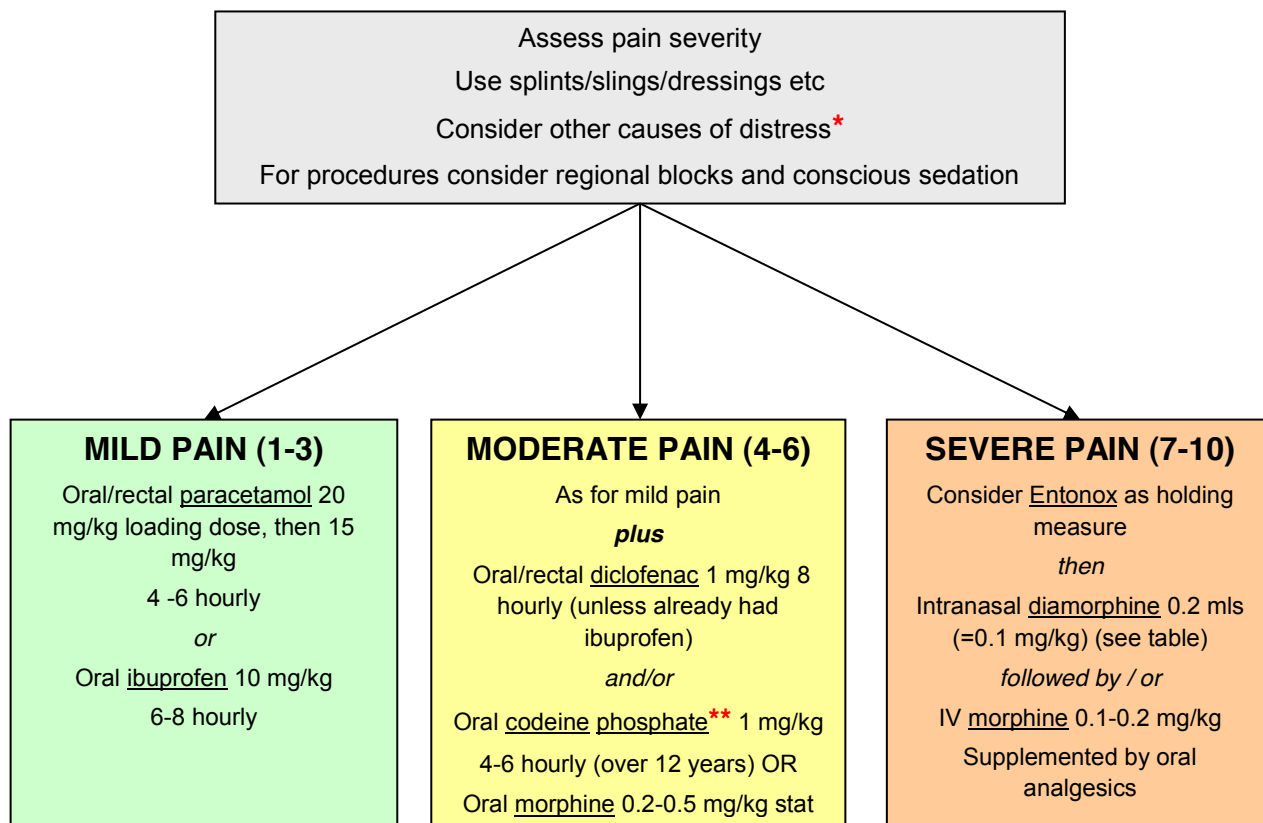 Assess pain severity
Use splints/slings/dressings etc
Consider other causes of distress*
For procedures consider regional blocks and conscious sedation
MILD PAIN (1-3)
Oral/rectal paracetamol 20
mg/kg loading dose, then 15
mg/kg
4 -6 hourly
or
Oral ibuprofen 10 mg/kg
6-8 hourly
MODERATE PAIN (4-6)
As for mild pain
plus
Oral/rectal diclofenac 1 mg/kg 8
hourly (unless already had
ibuprofen)
and/or
Oral codeine phosphate** 1 mg/kg
4-6 hourly (over 12 years) OR
Oral morphine 0.2-0.5 mg/kg stat
SEVERE PAIN (7-10)
Consider Entonox as holding
measure
then
Intranasal diamorphine 0.2 mls
(=0.1 mg/kg) (see table)
followed by / or
IV morphine 0.1-0.2 mg/kg
Supplemented by oral
analgesics